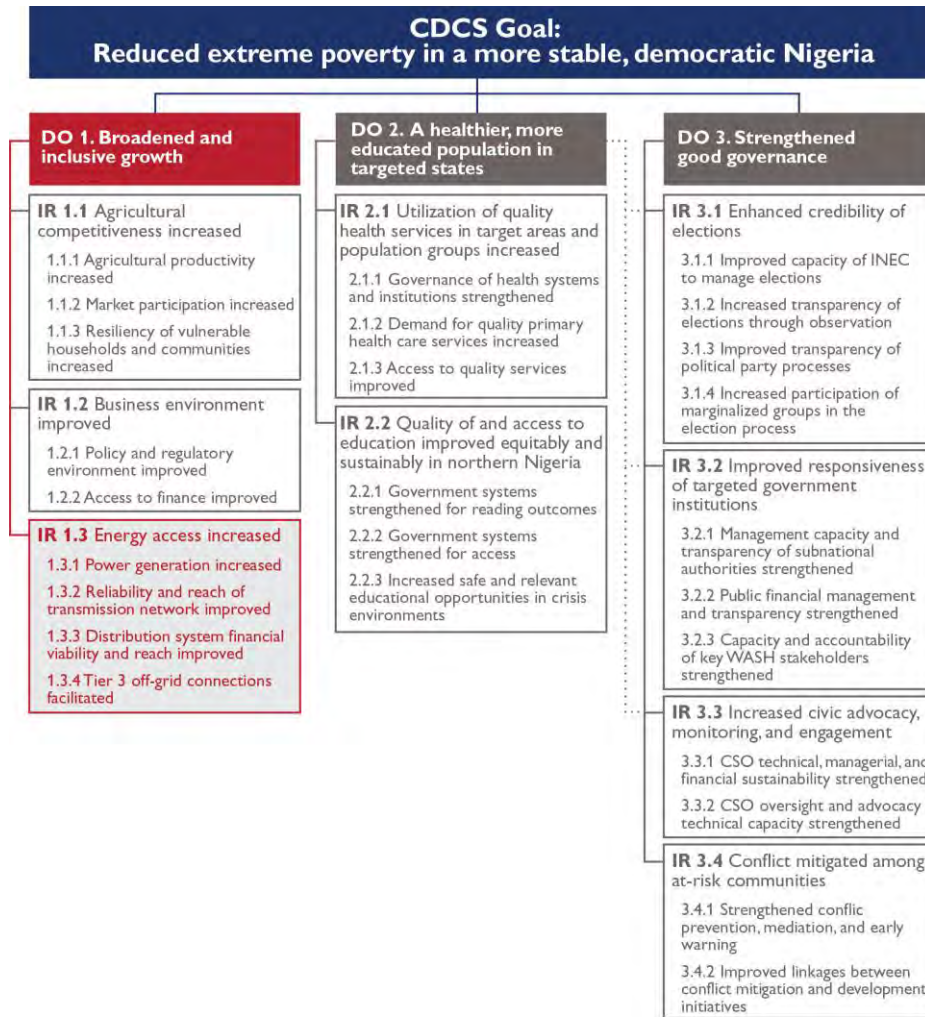 CDCS Goal:
Reduced extreme poverty in a more stable, democratic Nigeria
DO 1. Broadened and
inclusive growth
IR 1.1 Agricultural
competitiveness increased
1.1.1 Agricultural productivity
increased
1.1.2 Market participation increased
1.1.3 Resiliency of vulnerable
households and communities
increased
IR 1.2 Business environment
improved
1.2.1 Policy and regulatory
environment improved
1.2.2 Access to finance improved
IR 1.3 Energy access increased
1.3.1 Power generation increased
1.3.2 Reliability and reach of
transmission network improved
1.3.3 Distribution system financial
viability and reach improved
1.3.4 Tier 3 off-grid connections
facilitated
DO 2. A healthier, more
educated population in
targeted states
IR 2.1 Utilization of quality
health services in target areas and
population groups increased
2.1.1 Governance of health systems
and institutions strengthened
2.1.2 Demand for quality primary
health care services increased
2.1.3 Access to quality services
improved
IR 2.2 Quality of and access to
education improved equitably and
sustainably in northern Nigeria
2.2.1 Government systems
strengthened for reading outcomes
2.2.2 Government systems
strengthened for access
2.2.3 Increased safe and relevant
educational opportunities in crisis
environments
DO 3. Strengthened
good governance
IR 3.1 Enhanced credibility of
elections
3.1.1 Improved capacity of INEC
to manage elections
3.1.2 Increased transparency of
elections through observation
3.1.3 Improved transparency of
political party processes
3.1.4 Increased participation of
marginalized groups in the
election process
IR 3.2 Improved responsiveness
of targeted government
institutions
3.2.1 Management capacity and
transparency of subnational
authorities strengthened
3.2.2 Public financial management
and transparency strengthened
3.2.3 Capacity and accountability
of key WASH stakeholders
strengthened
IR 3.3 Increased civic advocacy,
monitoring, and engagement
3.3.1 CSO technical, managerial, and
financial sustainability strengthened
3.3.2 CSO oversight and advocacy
technical capacity strengthened
IR 3.4 Conflict mitigated among
at-risk communities
3.4.1 Strengthened conflic
prevention, mediation, and early
warning
3.4.2 Improved linkages between
conflict mitigation and development
initiatives